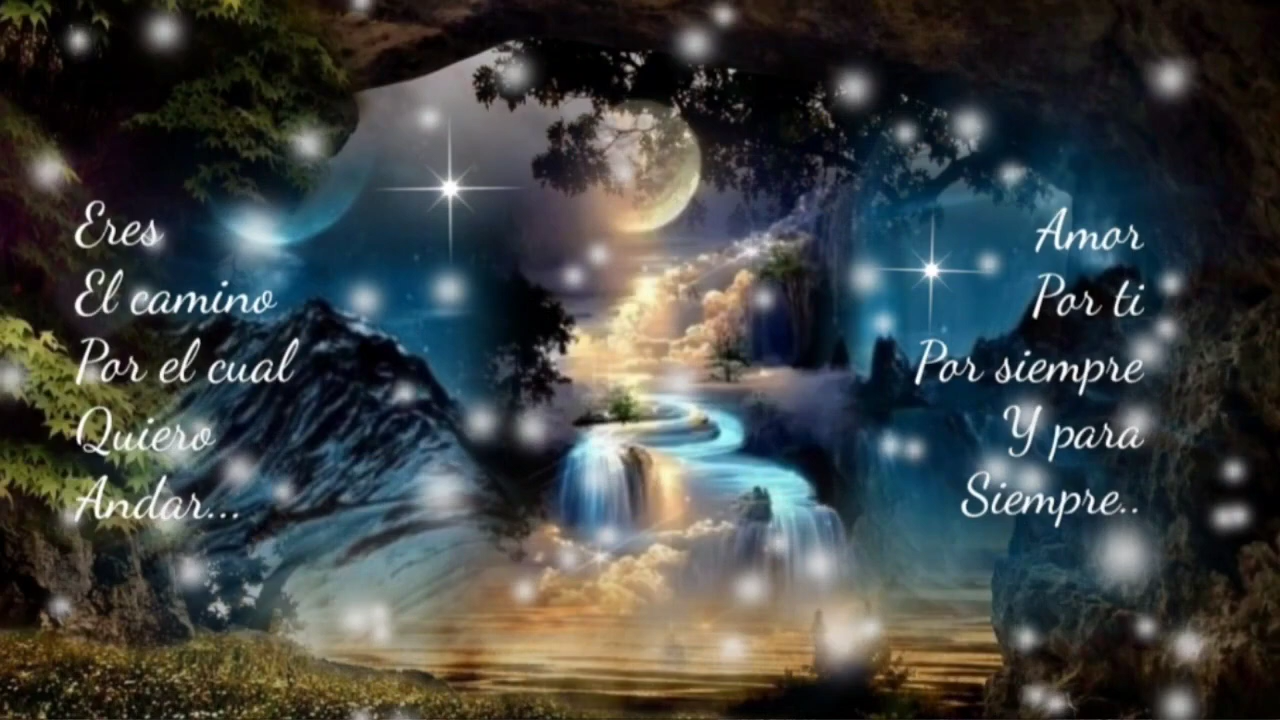 Eres
El camino
Por el cual
Quiero
Andar...
Amor
Por ti
Por siempre
Y para
Siempre..